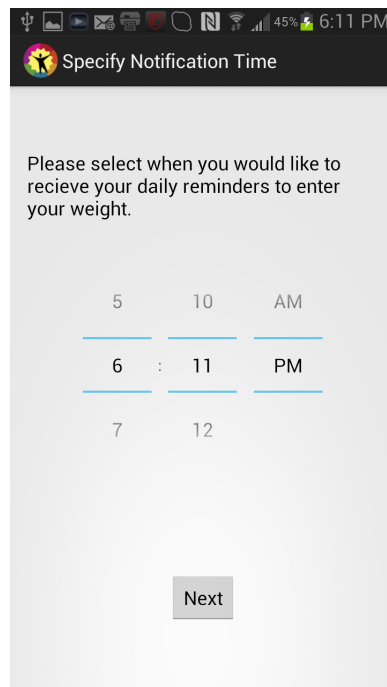 45% 6:11 PM
Specify Notification Time
Please select when you would like to
recieve your daily reminders to enter
your weight.
5 10 AM
6 : 11 PM
7 12
Next